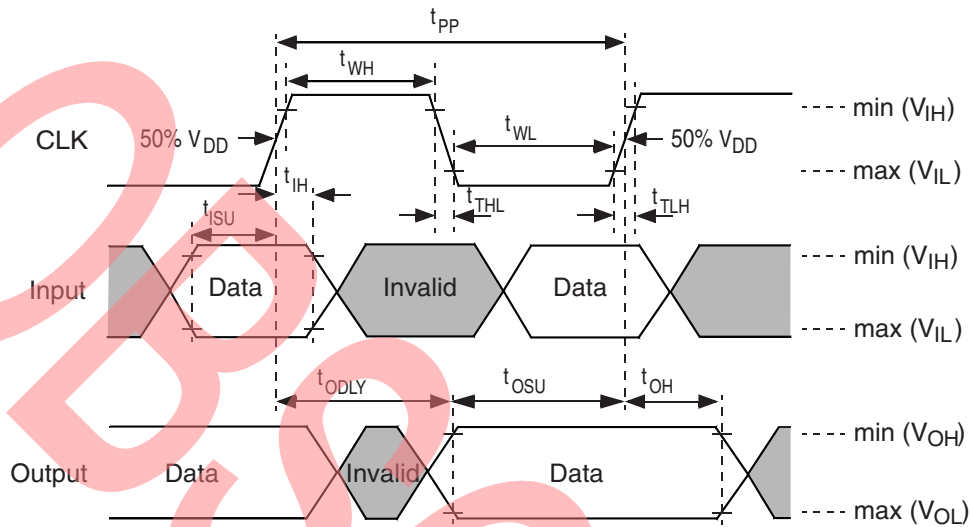 tPP
tWH
min (VIH)
CLK
50% VDD
tWL
50% VDD
max (VIL)
tIH
tTHL
tTLH
tISU
min (VIH)
Input
Data
Invalid
Data
max (VIL)
tODLY
tOSU
tOH
min (VOH)
Output
Data
Invalid
Data
max (VOL)